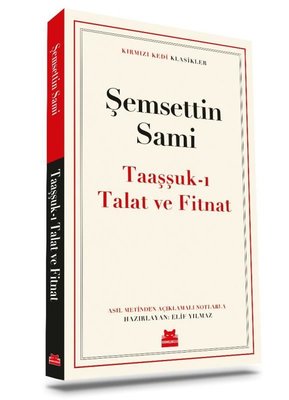 KIRMIZI KEDİ KLASİKLER
Şemsettin
Sami
Taaşşuk-ı
Talat ve Fitnat
ASIL METİNDEN AÇIKLAMALI NOTLARLA
HAZIRLAYAN: ELİF YILMAZ
Şemsettin Sami
Taaşşuk-ı Talat ve Fitnat